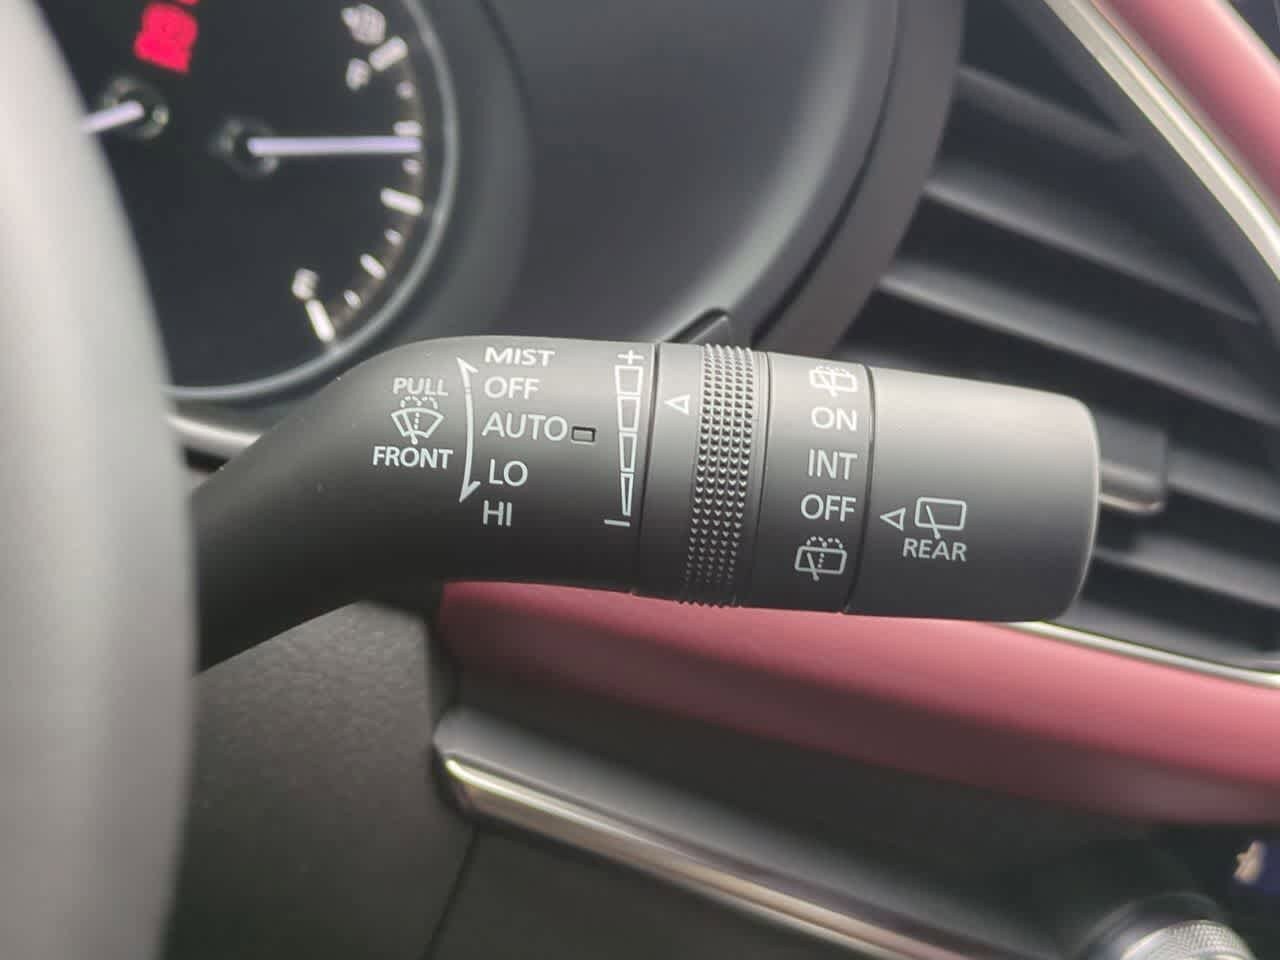 F
E
PULL
FRONT
MIST
OFF
AUTO
LO
HI
+
−
ON
INT
OFF
REAR